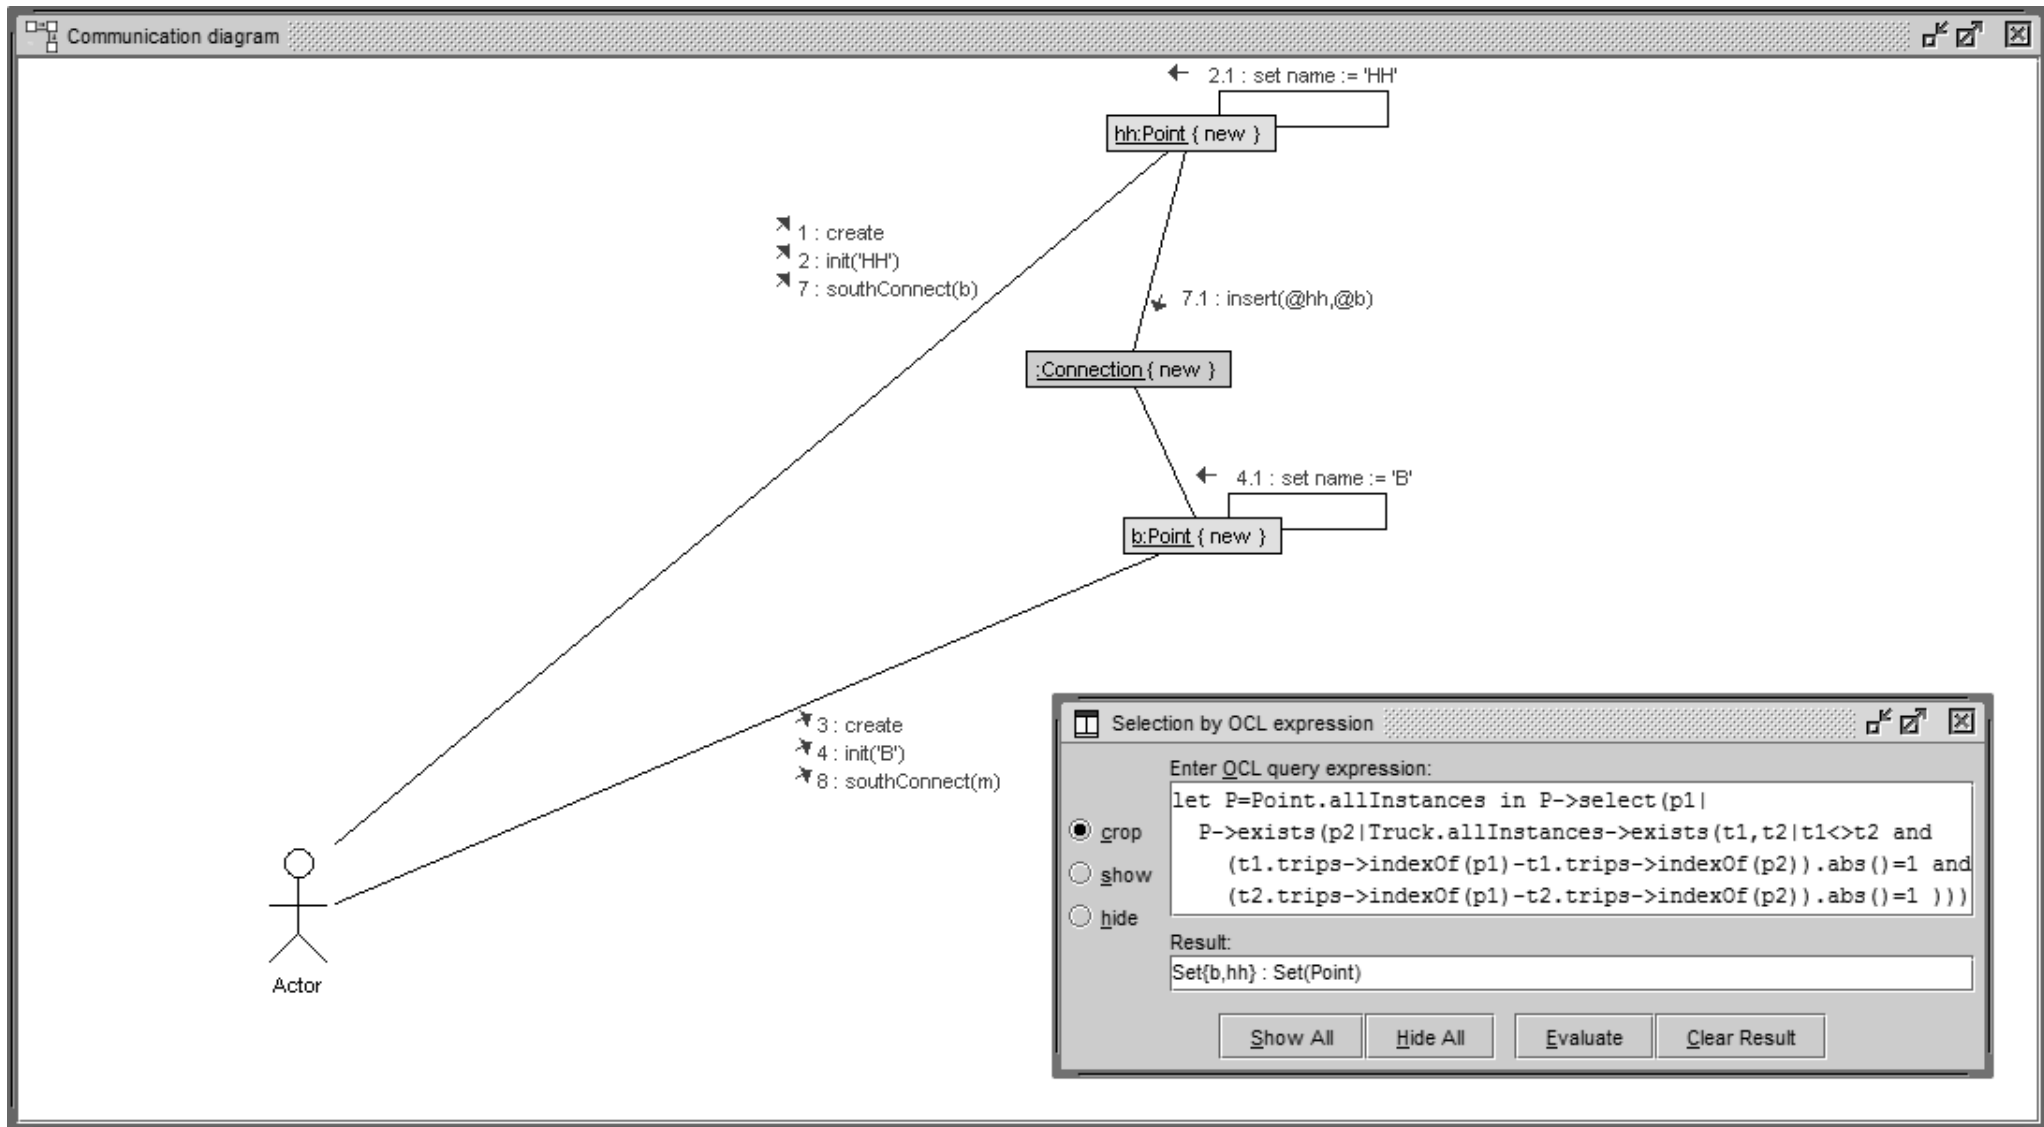 Communication diagram
2.1 : set name := 'HH'
hh:Point { new }
1 : create
2 : init('HH')
7 : southConnect(b)
7.1 : insert(@hh,@b)
:Connection { new }
4.1 : set name := 'B'
b:Point { new }
3 : create
4 : init('B')
8 : southConnect(m)
Actor
Selection by OCL expression
Enter OCL query expression:
crop
show
hide
let P=Point.allInstances in P->select(p1|
P->exists(p2|Truck.allInstances->exists(t1,t2|t1<>t2 and
(t1.trips->indexOf(p1)-t1.trips->indexOf(p2)).abs()=1 and
(t2.trips->indexOf(p1)-t2.trips->indexOf(p2)).abs()=1 )))
Result:
Set{b,hh} : Set(Point)
Show All
Hide All
Evaluate
Clear Result